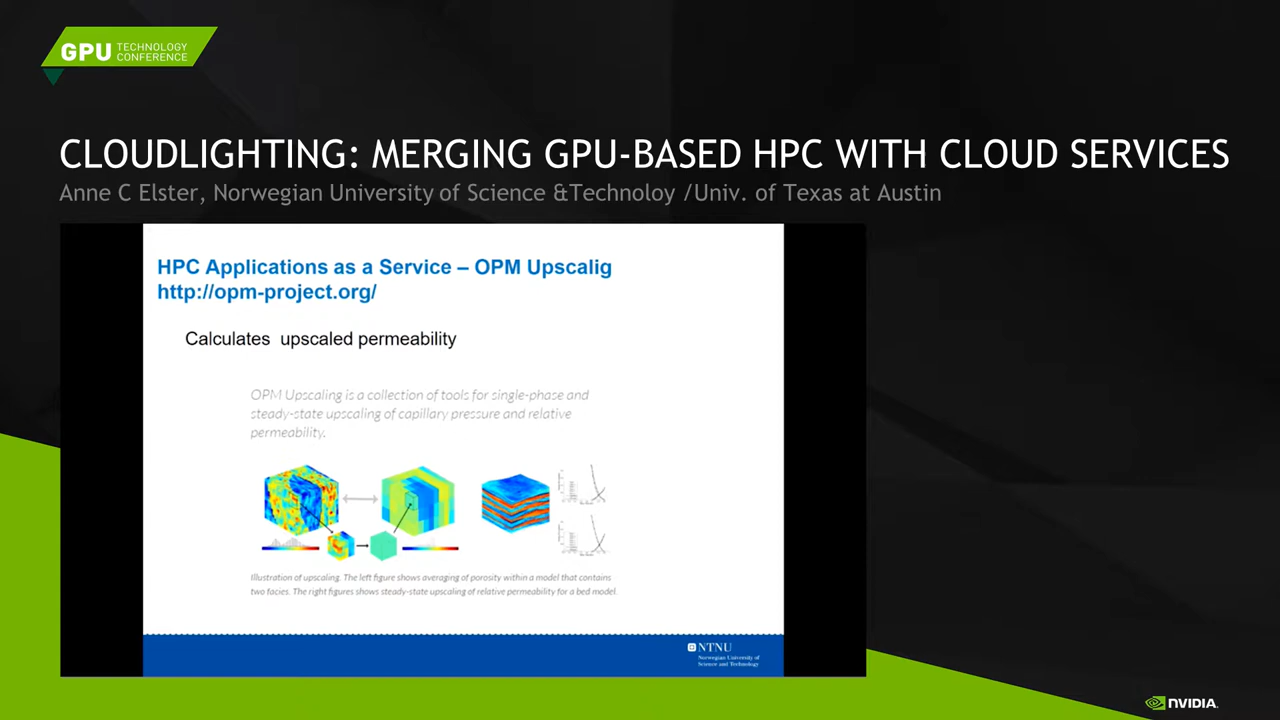 GPU TECHNOLOGY
CONFERENCE
CLOUDLIGHTING: MERGING GPU-BASED HPC WITH CLOUD SERVICES
Anne C Elster, Norwegian University of Science &Technoloy /Univ. of Texas at Austin
HPC Applications as a Service – OPM Upscalig
http://opm-project.org/
Calculates upscaled permeability
OPM Upscaling is a collection of tools for single-phase and
steady-state upscaling of capillary pressure and relative
permeability.
Illustration of upscaling. The left figure shows averaging of porosity within a model that contains
two facies. The right figures shows steady-state upscaling of relative permeability for a bed model.
NTNU
Norwegian University of
Science and Technology
NVIDIA.